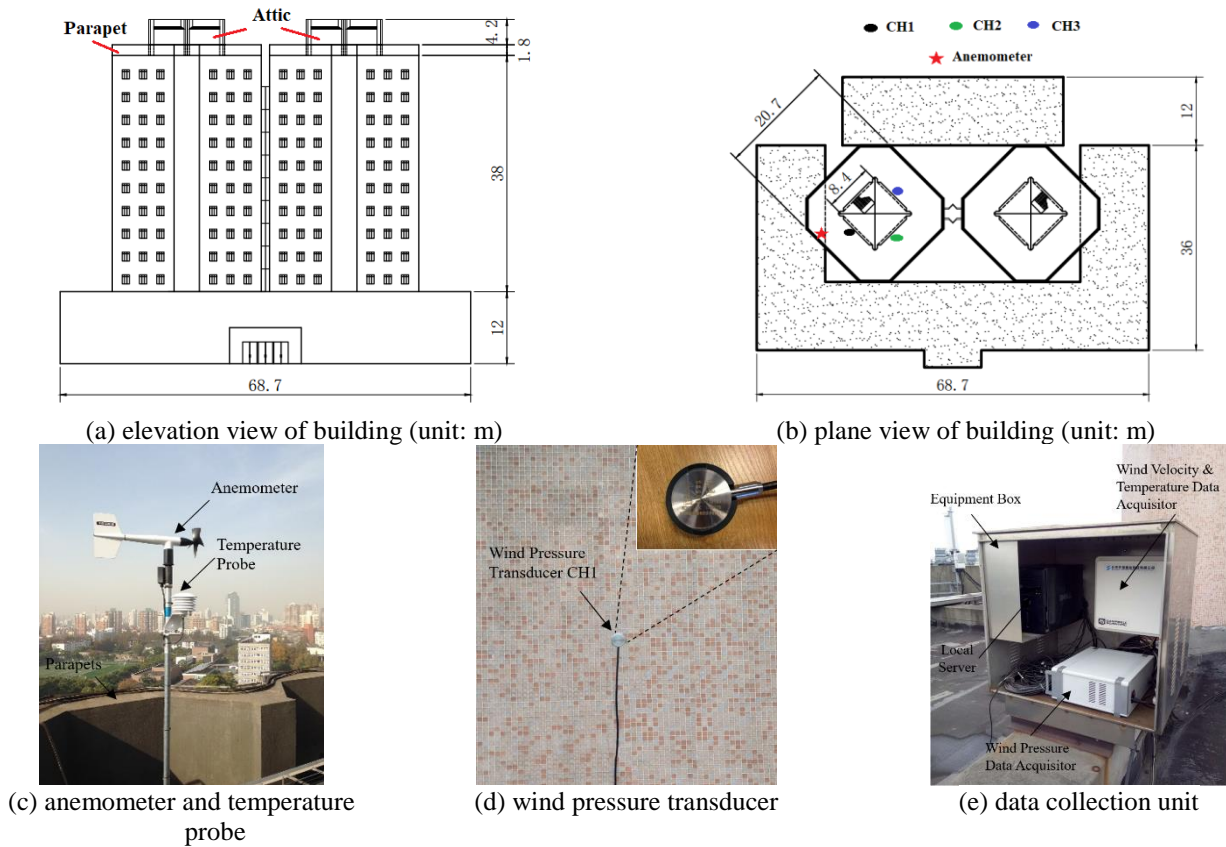 Attic
Parapet
4.2
1.8
38
12
68.7
(a) elevation view of building (unit: m)
CH1
CH2
CH3
Anemometer
20.7
8.4
12
36
68.7
(b) plane view of building (unit: m)
Anemometer
Temperature
Probe
Parapets
(c) anemometer and temperature
probe
Wind Pressure
Transducer CH1
(d) wind pressure transducer
Wind Velocity &
Temperature Data
Acquisitor
Equipment Box
Local
Server
Wind Pressure
Data Acquisitor
(e) data collection unit